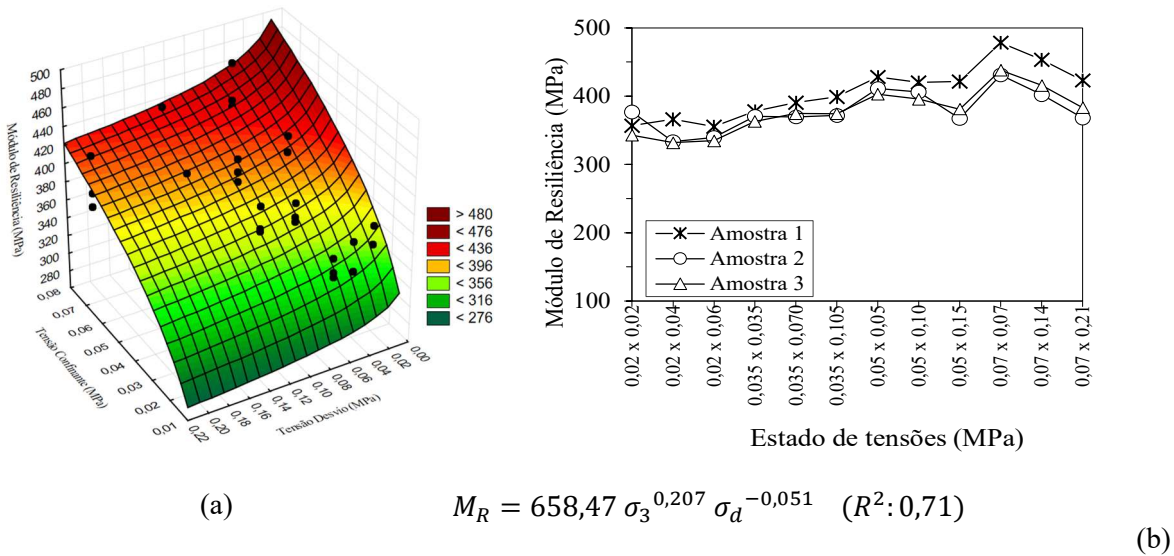 500
480
460
440
420
400
380
360
340
320
300
280
Módulo de Resiliência (MPa)
0,08
0,07
0,06
0,05
0,04
0,03
0,02
0,01
Tensão Confinante (MPa)
0,22
0,20
0,18
0,16
0,14
0,12
0,10
0,08
0,06
0,04
0,02
0,00
Tensão Desvio (MPa)
> 480
< 476
< 436
< 396
< 356
< 316
< 276
500
400
300
200
100
Módulo de Resiliência (MPa)
Amostra 1
Amostra 2
Amostra 3
0,02 x 0,02
0,02 x 0,04
0,02 x 0,06
0,035 x 0,035
0,035 x 0,070
0,035 x 0,105
0,05 x 0,05
0,05 x 0,10
0,05 x 0,15
0,07 x 0,07
0,07 x 0,14
0,07 x 0,21
Estado de tensões (MPa)
(a)
M_R = 658,47 σ_3^{0,207} σ_d^{−0,051} (R²: 0,71)
(b)